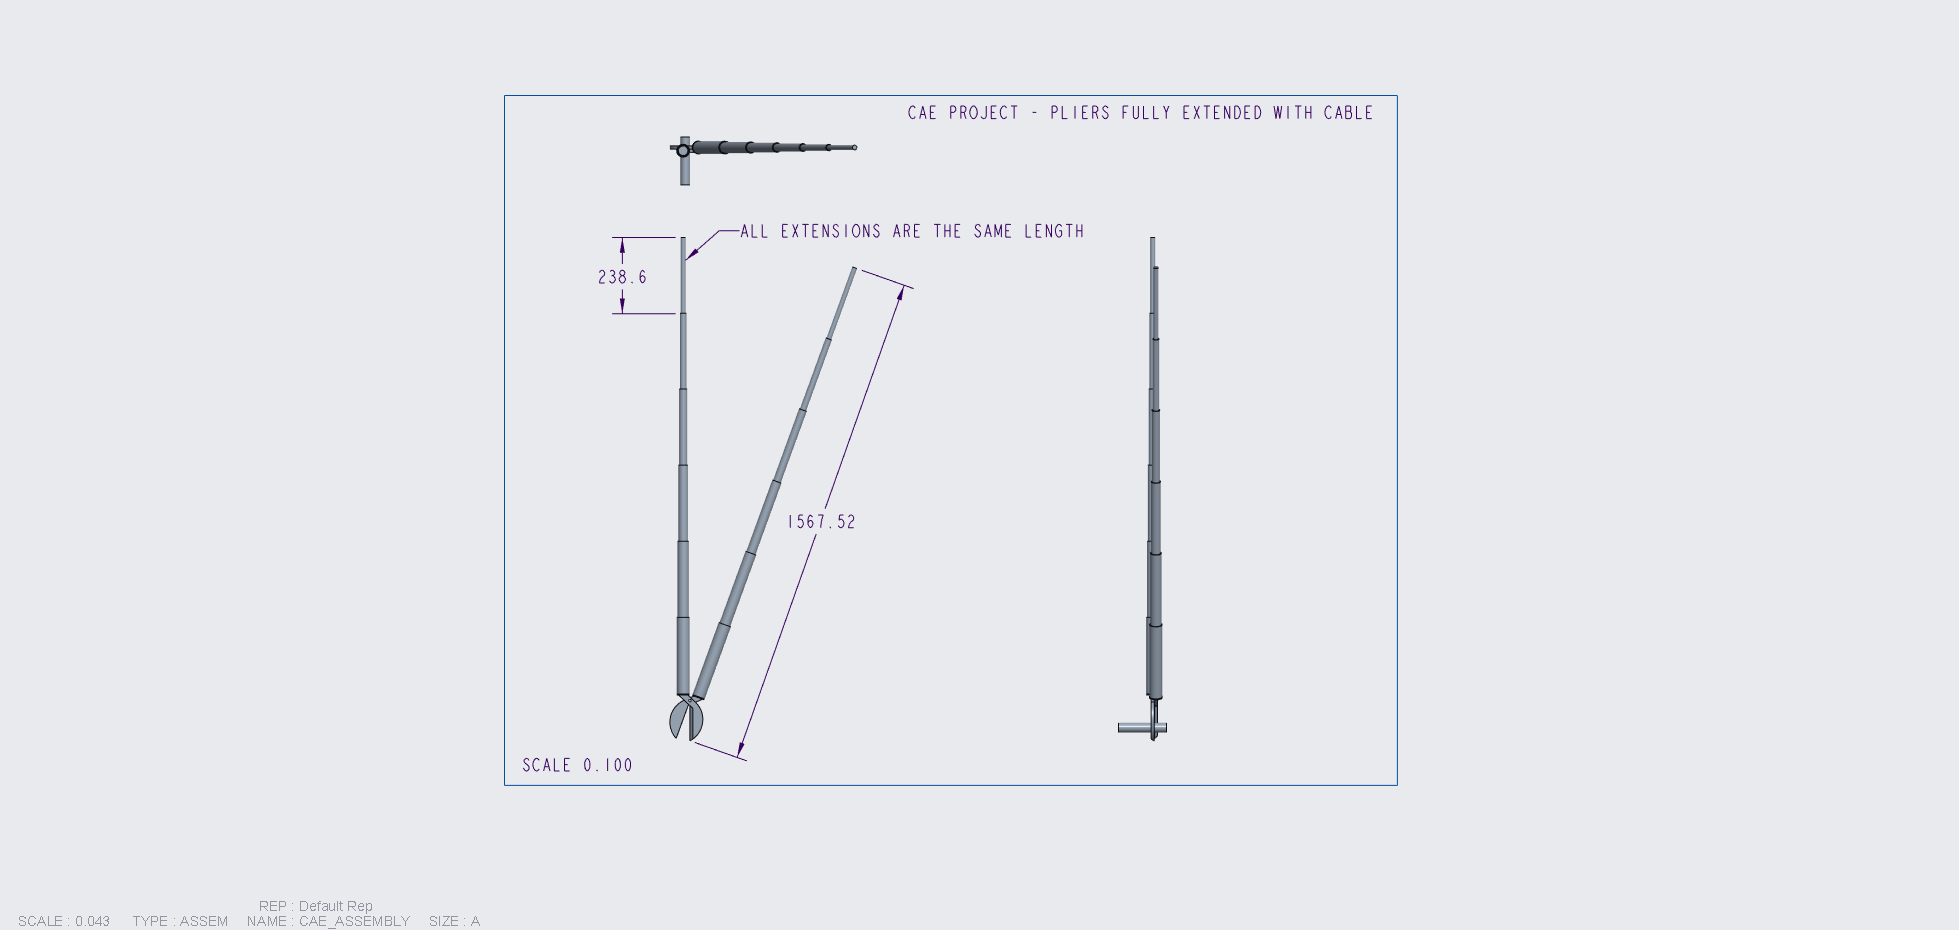 CAE PROJECT - PLIERS FULLY EXTENDED WITH CABLE
ALL EXTENSIONS ARE THE SAME LENGTH
238.6
1567.52
SCALE 0.100
REP : Default Rep
SCALE : 0.043 TYPE : ASSEM NAME : CAE_ASSEMBLY SIZE : A